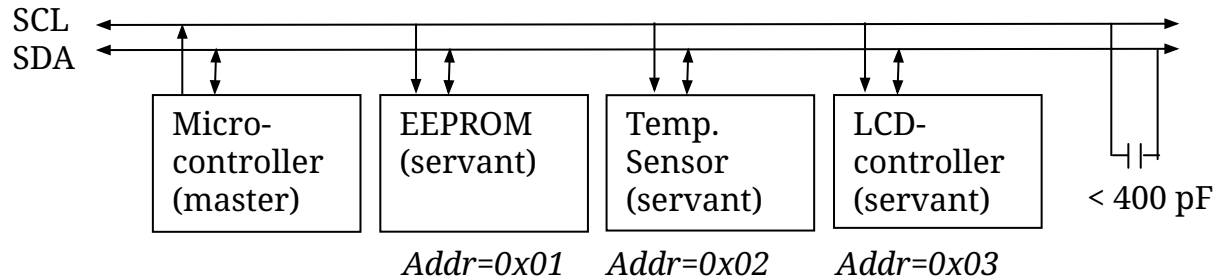 SCL
SDA
Micro-
controller
(master)
EEPROM
(servant)
Temp.
Sensor
(servant)
LCD-
controller
(servant)
< 400 pF
Addr=0x01
Addr=0x02
Addr=0x03